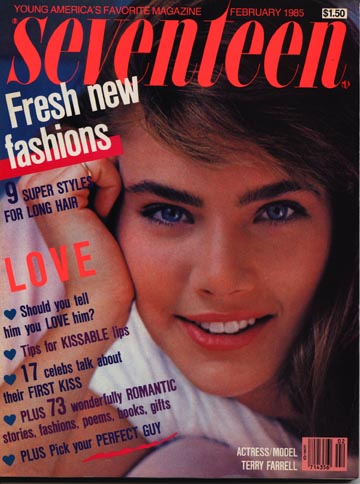 YOUNG AMERICA'S FAVORITE MAGAZINE FEBRUARY 1985 $1.50
seventeen
Fresh new
fashions
9 SUPER STYLES
FOR LONG HAIR
LOVE
Should you tell
him you LOVE him?
Tips for KISSABLE lips
17 celebs talk about
their FIRST KISS
PLUS 73 wonderfully ROMANTIC
stories, fashions, poems, books, gifts
PLUS Pick your PERFECT GUY
ACTRESS/MODEL
TERRY FARRELL
02